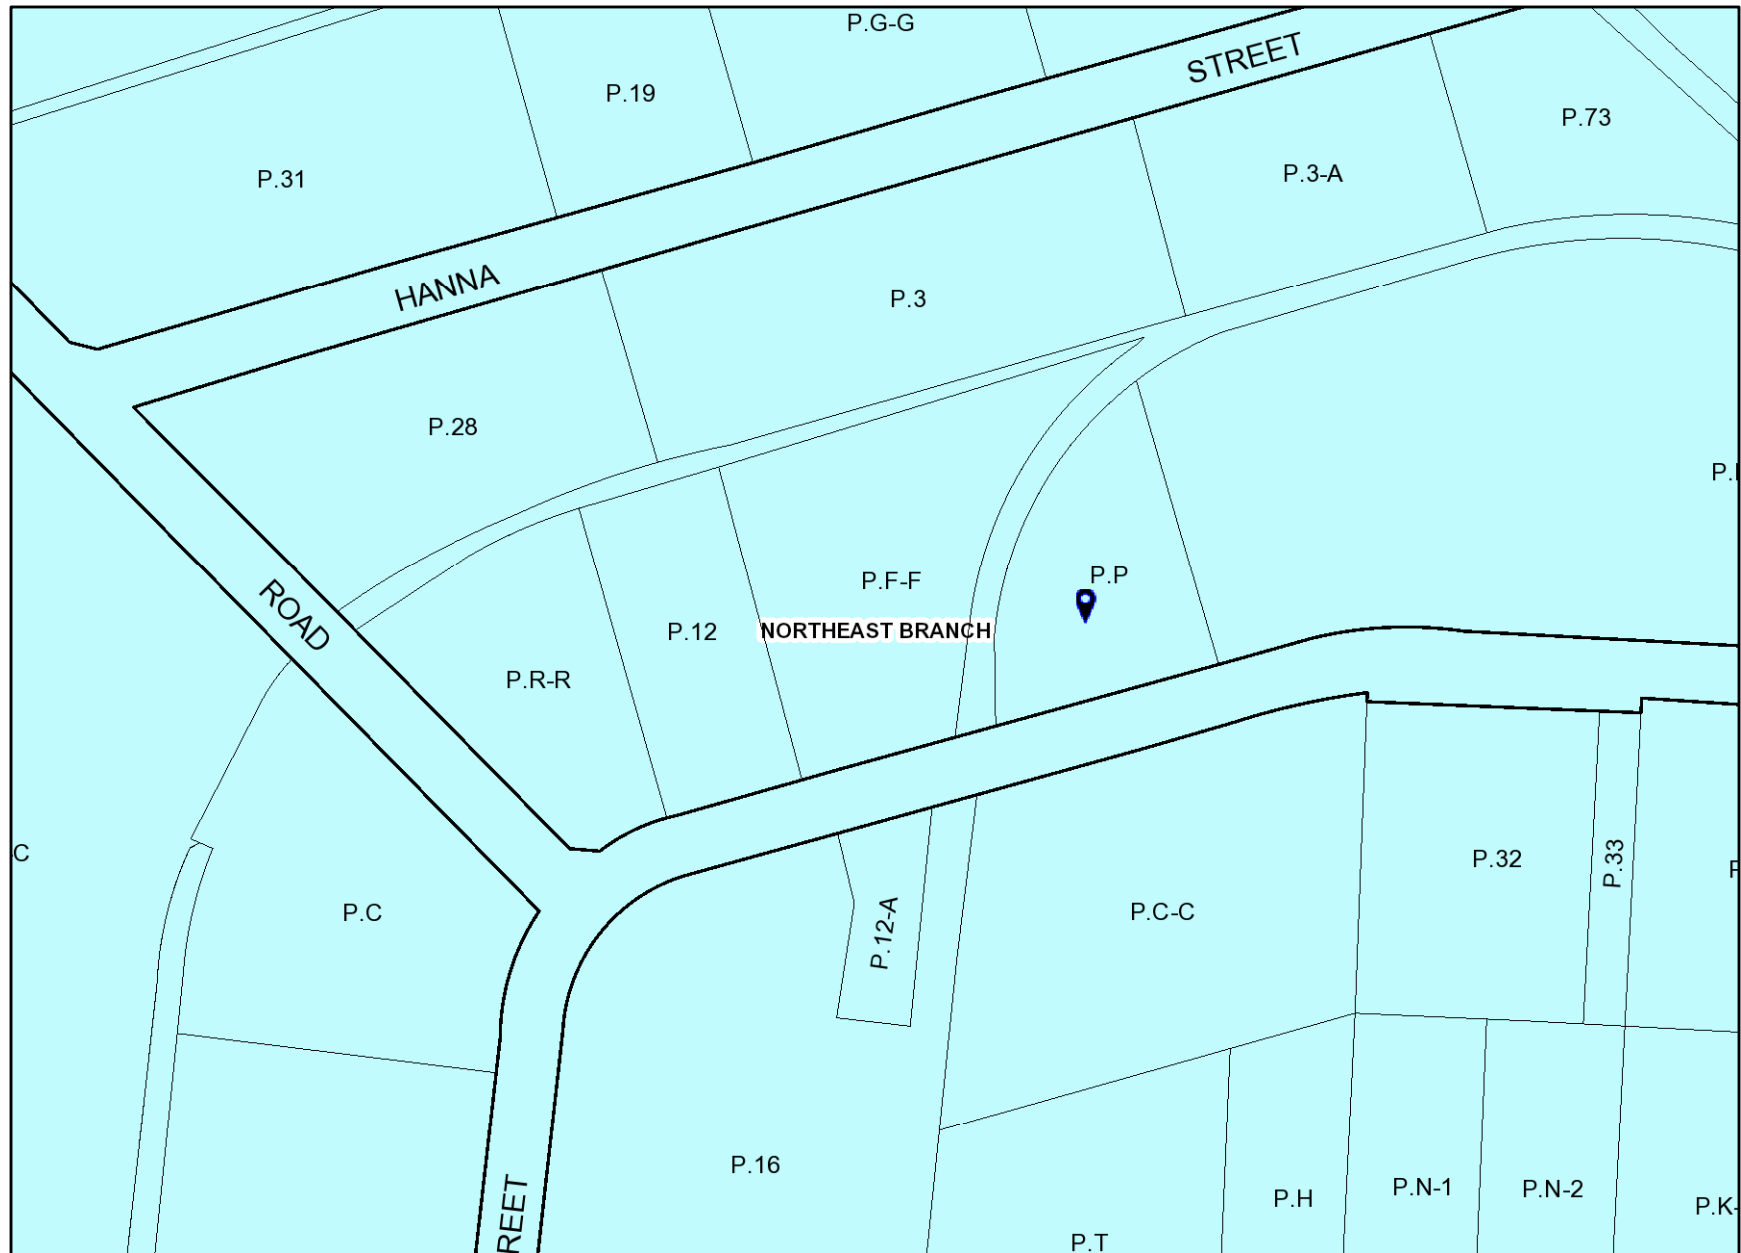 P.G-G
STREET
P.19
P.73
P.31
P.3-A
HANNA
P.3
P.28
P.F-F
P.P
ROAD
P.12
NORTHEAST BRANCH
P.R-R
C
P.32
P.33
P.C
P.C-C
P.12-A
P.16
P.H
P.N-1
P.N-2
P.K-
REET
P.T